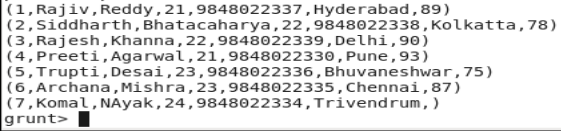 (1,Rajiv,Reddy,21,9848022337,Hyderabad,89)
(2,Siddharth,Bhatacaharya,22,9848022338,Kolkatta,78)
(3,Rajesh,Khanna,22,9848022339,Delhi,90)
(4,Preeti,Agarwal,21,9848022330,Pune,93)
(5,Trupti,Desai,23,9848022336,Bhuvaneshwar,75)
(6,Archana,Mishra,23,9848022335,Chennai,87)
(7,Komal,NAyak,24,9848022334,Trivendrum,)
grunt>